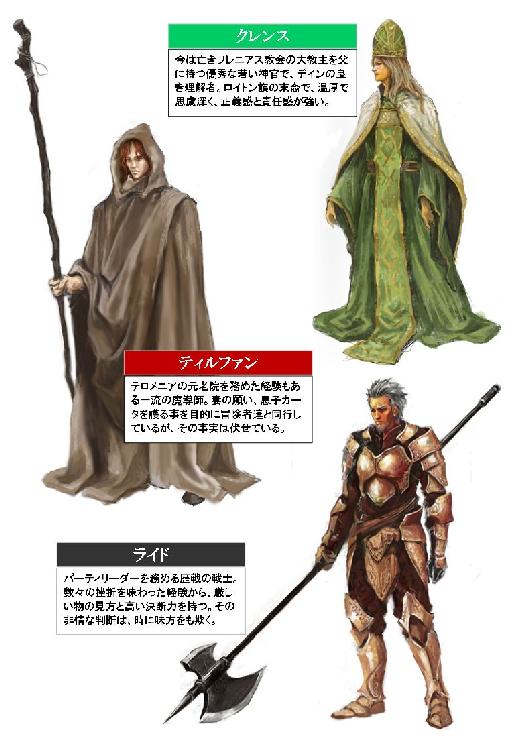 クレンス
今は亡きフレニアス教会の大教主を父
に持つ優秀な若い神官で、ディンの良
き理解者。ロイトン族の末裔で、温厚で
思慮深く、正義感と責任感が強い。
ティルファン
テロメニアの元老院を務めた経験もあ
る一流の魔導師。妻の願い、息子カー
タを護る事を目的に冒険者達と同行し
ているが、その事実は伏せている。
ライド
パーティリーダーを務める歴戦の戦士。
数々の挫折を味わった経験から、厳し
い物の見方と高い決断力を持つ。その
非情な判断は、時に味方をも欺く。